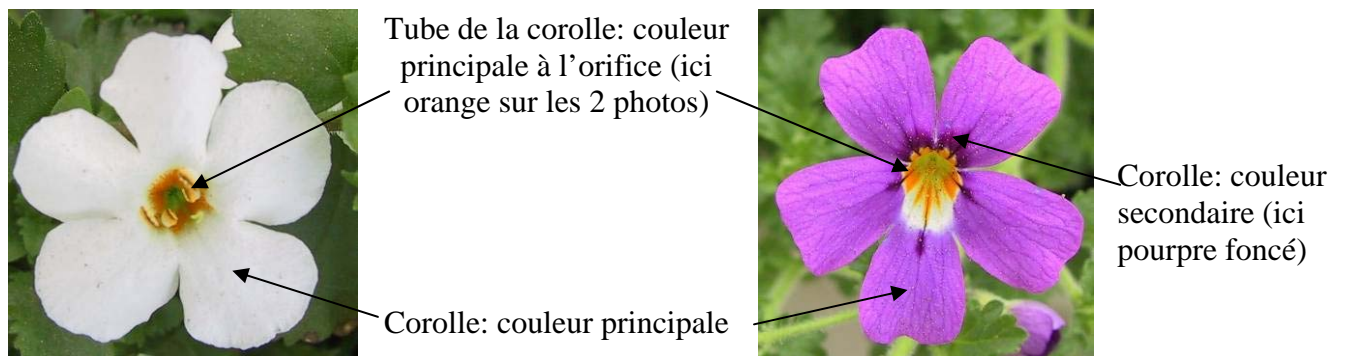 Tube de la corolle: couleur
principale à l’orifice (ici
orange sur les 2 photos)
Corolle: couleur
secondaire (ici
pourpre foncé)
Corolle: couleur principale